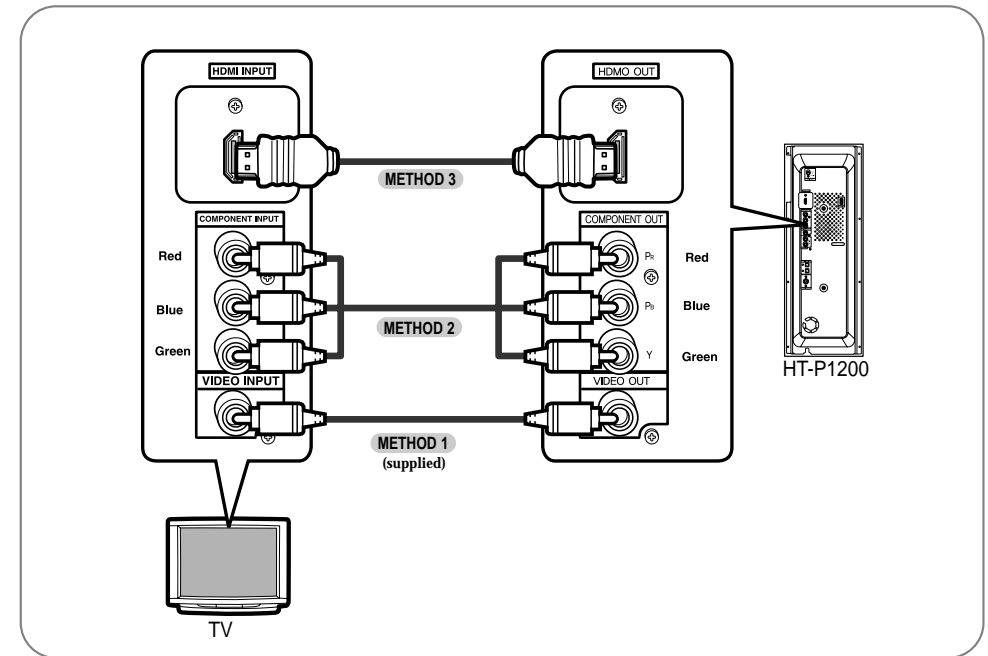 HDMI INPUT
HDMO OUT
METHOD 3
COMPONENT INPUT
COMPONENT OUT
Red
PR
Red
Blue
PB
Blue
METHOD 2
Green
Y
Green
VIDEO INPUT
VIDEO OUT
METHOD 1
(supplied)
HT-P1200
TV